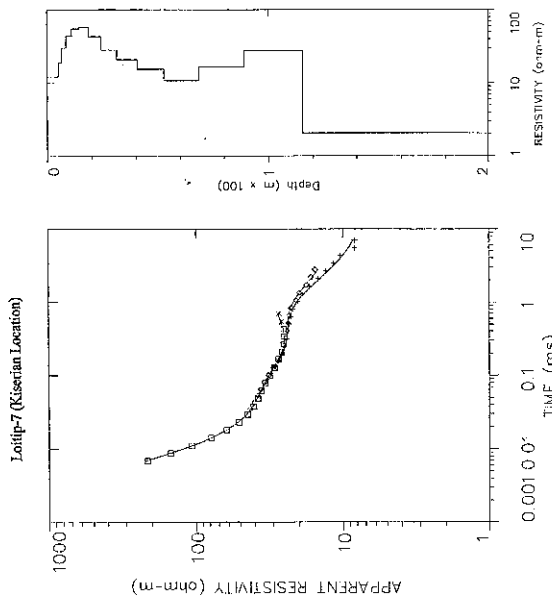 Loitip-7 (Kiserian Location)
APPARENT RESISTIVITY (ohm-m)
1000
100
10
1
0.001
0.1
1
10
TIME (ms)
Depth (m x 100)
0
1
2
RESISTIVITY (ohm-m)
1
10
100